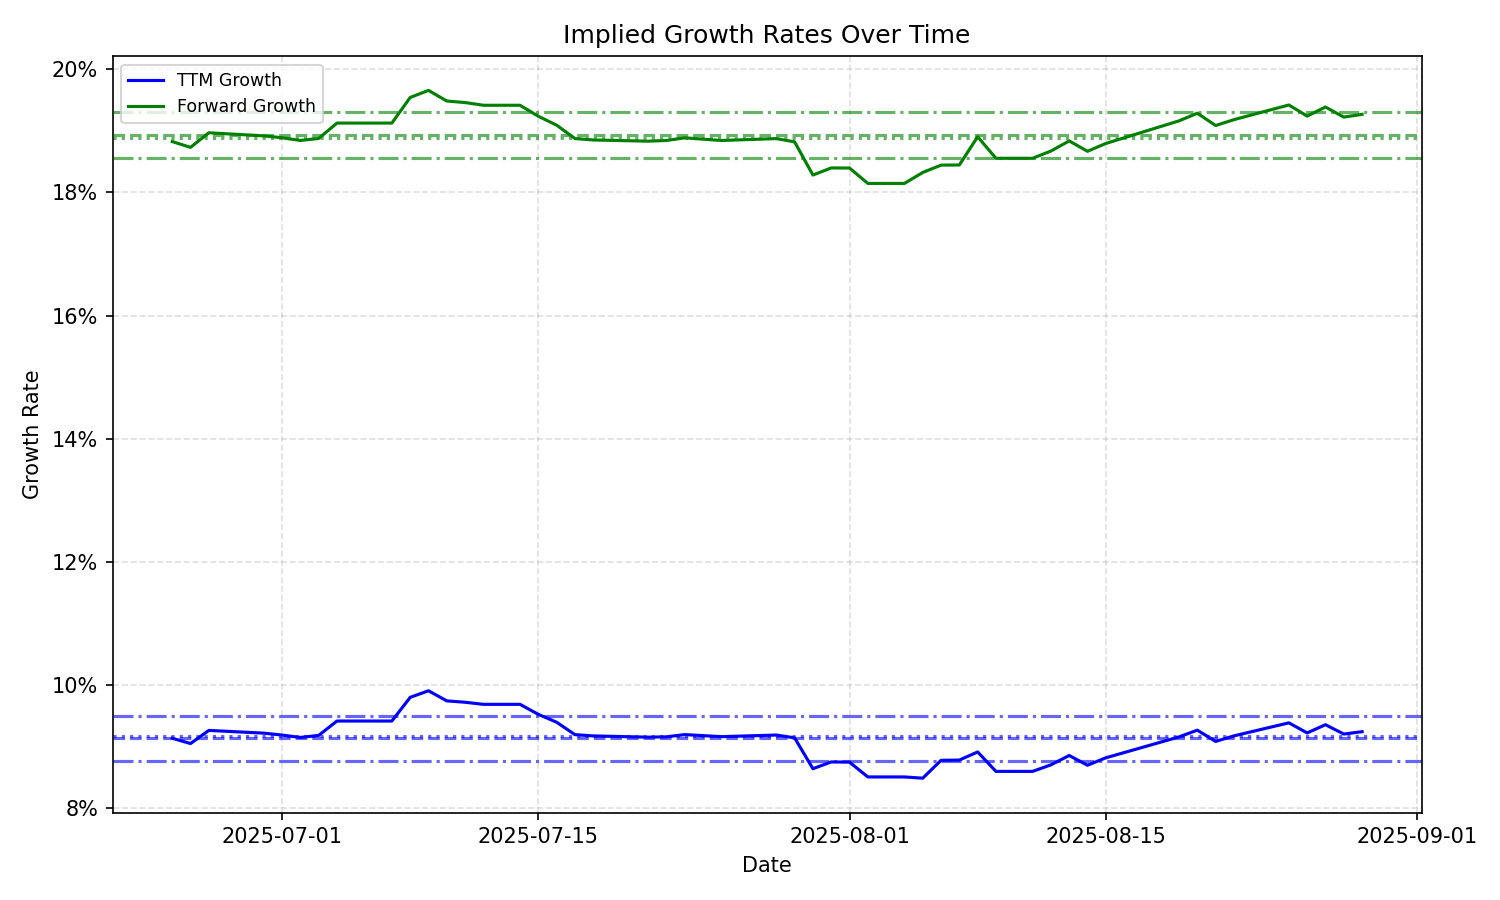 Implied Growth Rates Over Time
TTM Growth
Forward Growth
20%
18%
16%
14%
12%
10%
8%
Growth Rate
2025-07-01
2025-07-15
2025-08-01
2025-08-15
2025-09-01
Date